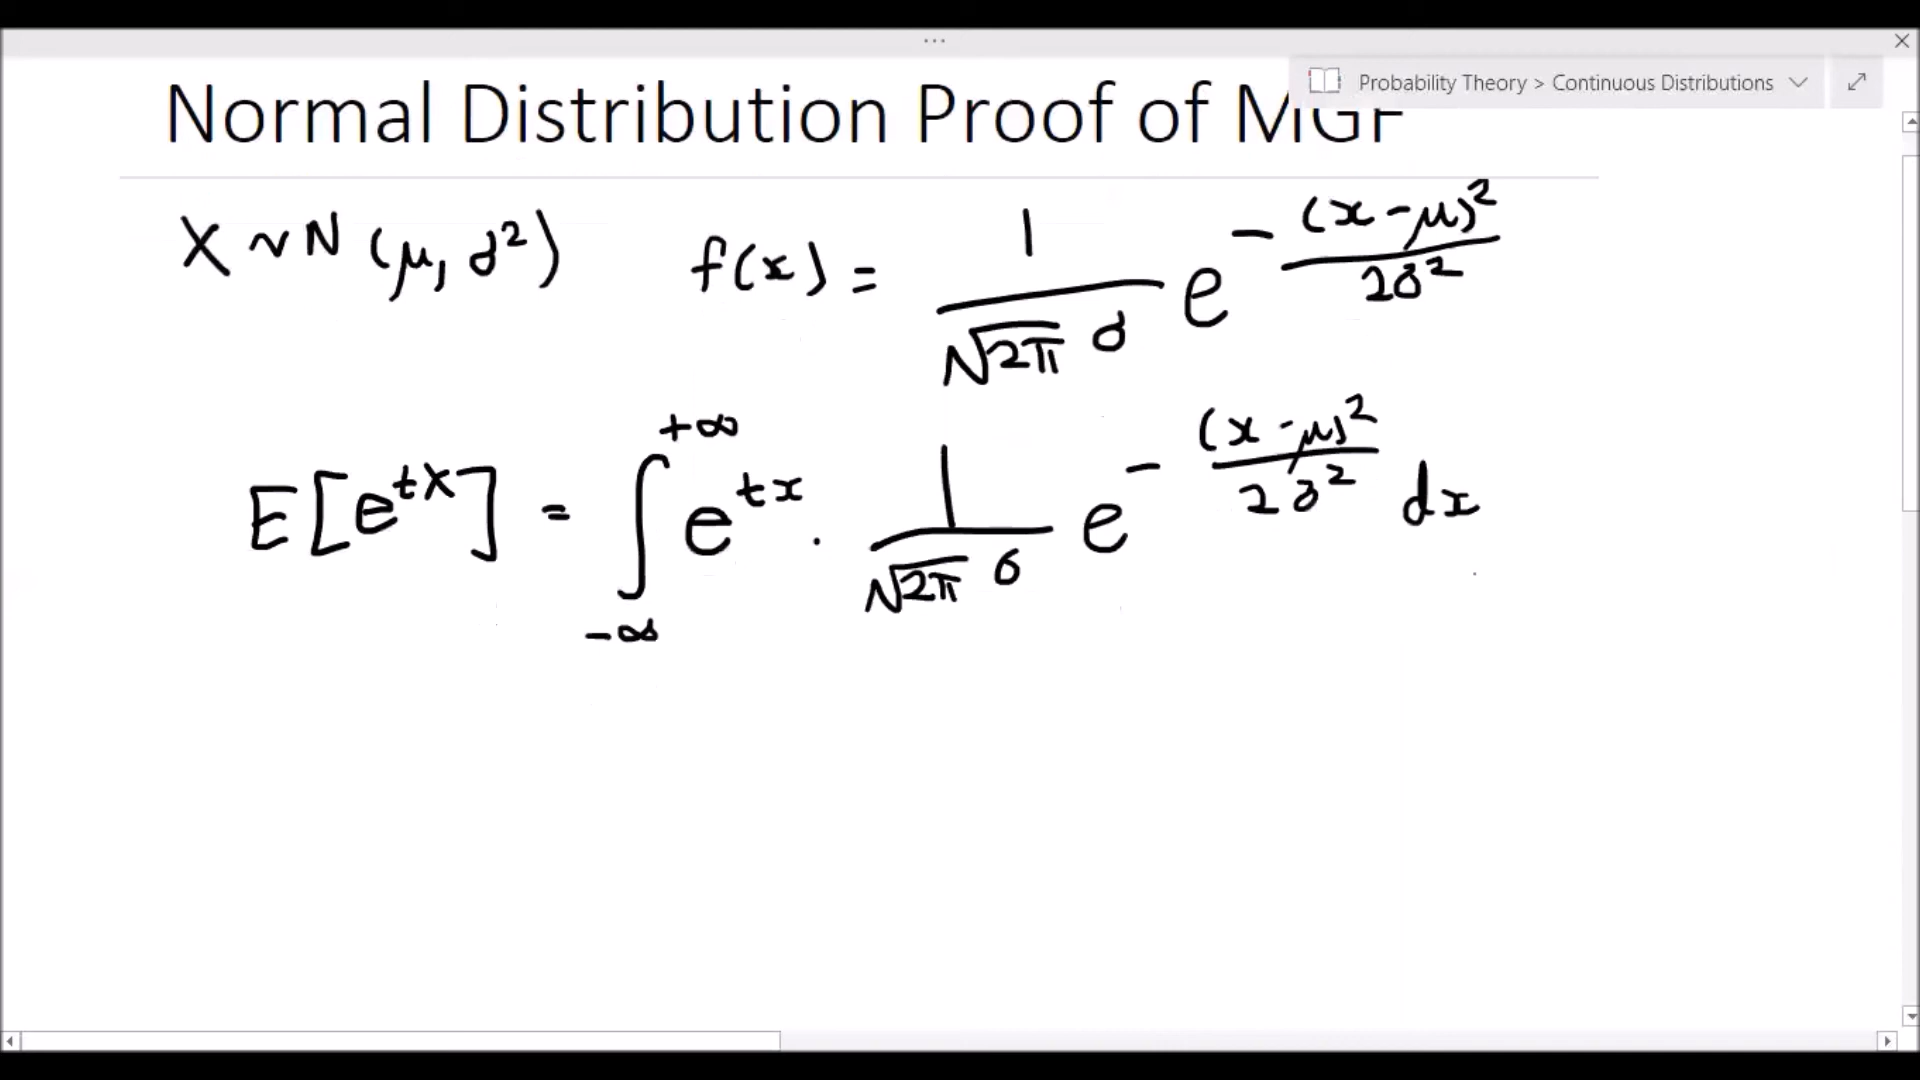 Probability Theory > Continuous Distributions
Normal Distribution Proof of MGF
X ~ N (μ, σ²) f(x) = 1/(√2π σ) e^(-(x-μ)²/2σ²)
E[e^tX] = ∫_{-∞}^{+∞} e^tx · 1/(√2π σ) e^(-(x-μ)²/2σ²) dx